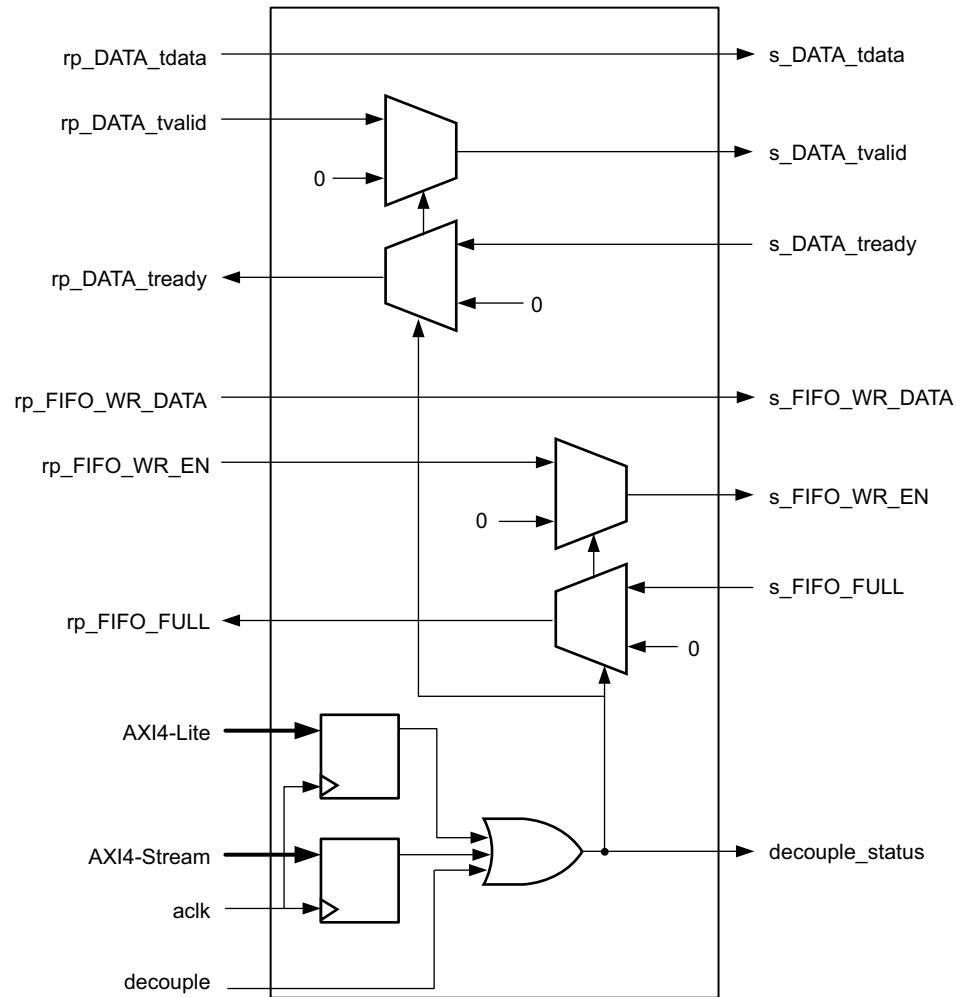 rp_DATA_tdata
s_DATA_tdata
rp_DATA_tvalid
s_DATA_tvalid
0
s_DATA_tready
rp_DATA_tready
0
rp_FIFO_WR_DATA
s_FIFO_WR_DATA
rp_FIFO_WR_EN
s_FIFO_WR_EN
0
s_FIFO_FULL
rp_FIFO_FULL
0
AXI4-Lite
AXI4-Stream
decouple_status
aclk
decouple